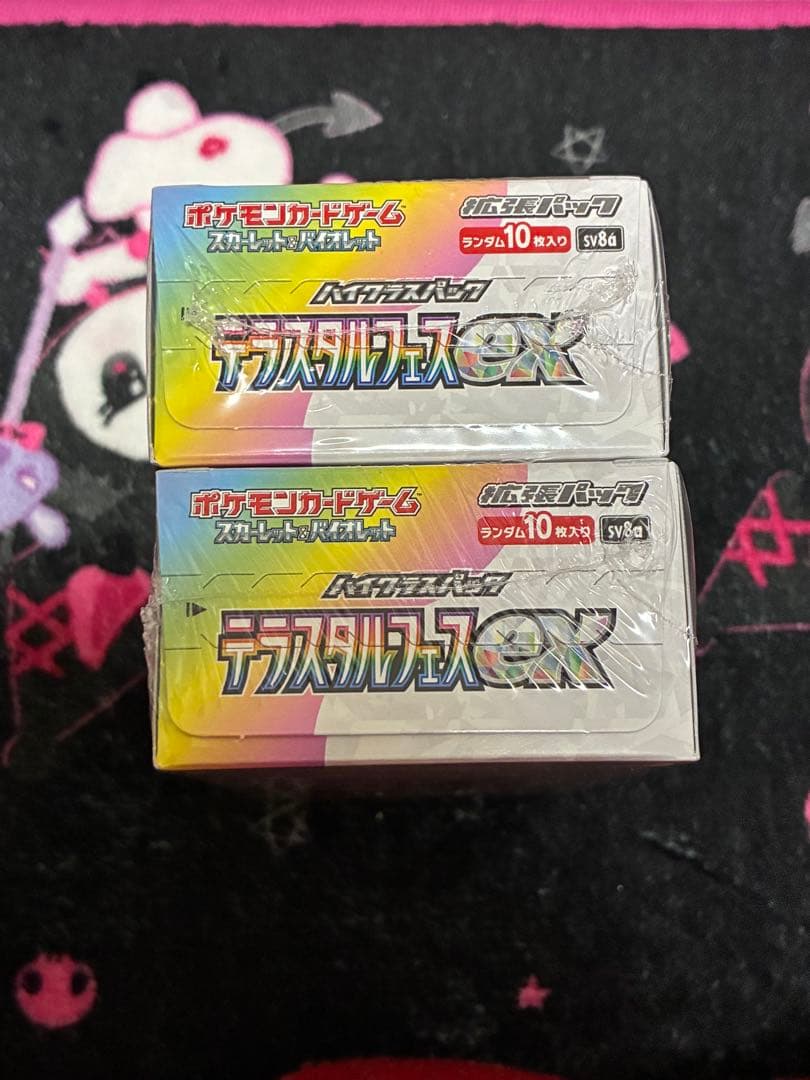 ポケモンカードゲーム 拡張パック
スカーレット&バイオレット ランダム10枚入り SV8a
ハイクラスパック
テラスタルフェスex
ポケモンカードゲーム 拡張パック
スカーレット&バイオレット ランダム10枚入り SV8a
ハイクラスパック
テラスタルフェスex